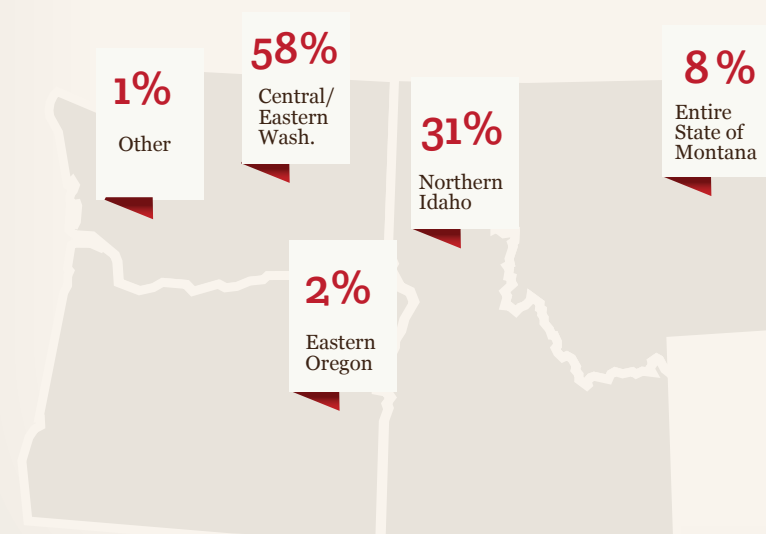 1%
Other
58%
Central/
Eastern
Wash.
31%
Northern
Idaho
8 %
Entire
State of
Montana
2%
Eastern
Oregon